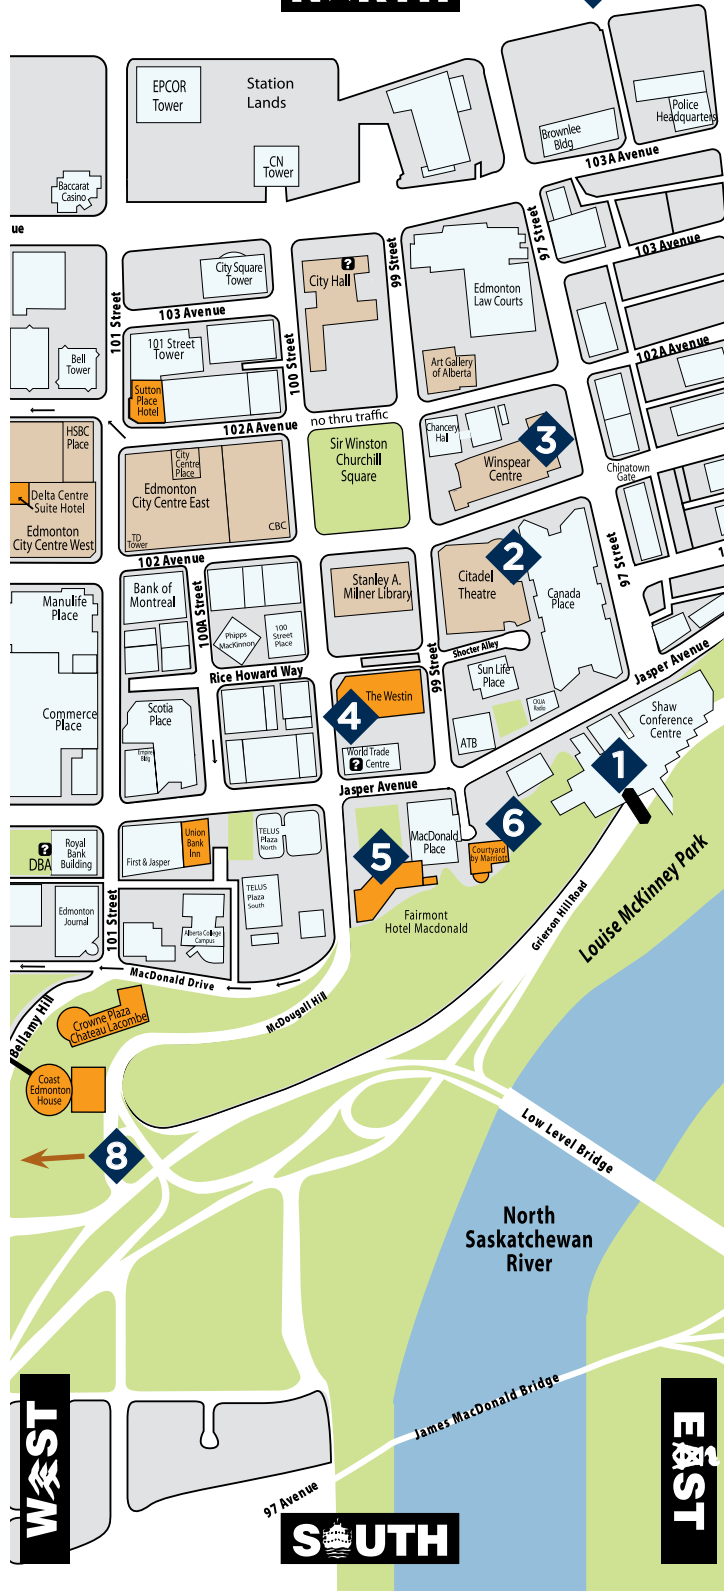 NORTH
EPCOR
Tower
Station
Lands
CN
Tower
Police
Headquarters
Brownlee
Bldg
103A Avenue
Baccarat
Casino
ue
97 Street
99 Street
103 Avenue
City Square
Tower
City Hall
?
Edmonton
Law Courts
101 Street
103 Avenue
100 Street
101 Street
Tower
Bell
Tower
Art Gallery
of Alberta
102A Avenue
Sutton
Place
Hotel
102A Avenue
no thru traffic
HSBC
Place
Chancery
Hall
3
Sir Winston
Churchill
Square
City
Centre
Place
Winspear
Centre
Chinatown
Gate
Delta Centre
Suite Hotel
Edmonton
City Centre East
Edmonton
City Centre West
CBC
TD
Tower
102 Avenue
97 Street
1
2
Citadel
Theatre
Canada
Place
Stanley A.
Milner Library
Bank of
Montreal
100A Street
Manulife
Place
Phipps
MacKinnon
100
Street
Place
99 Street
Shocter Alley
Rice Howard Way
Jasper Avenue
Sun Life
Place
The Westin
4
Scotia
Place
Commerce
Place
CKUA
Radio
Shaw
Conference
Centre
ATB
Empire
Bldg
World Trade
? Centre
1
Jasper Avenue
6
Union
Bank
Inn
TELUS
Plaza
North
MacDonald
Place
5
Courtyard
by Marriott
?
DBA
Royal
Bank
Building
First & Jasper
101 Street
TELUS
Plaza
South
Grierson Hill Road
Louise McKinney Park
Fairmont
Hotel Macdonald
Edmonton
Journal
Alberta College
Campus
MacDonald Drive
McDougall Hill
Bellamy Hill
Crowne Plaza
Chateau Lacombe
Coast
Edmonton
House
Low Level Bridge
8
North
Saskatchewan
River
James MacDonald Bridge
WEST
EAST
97 Avenue
SOUTH